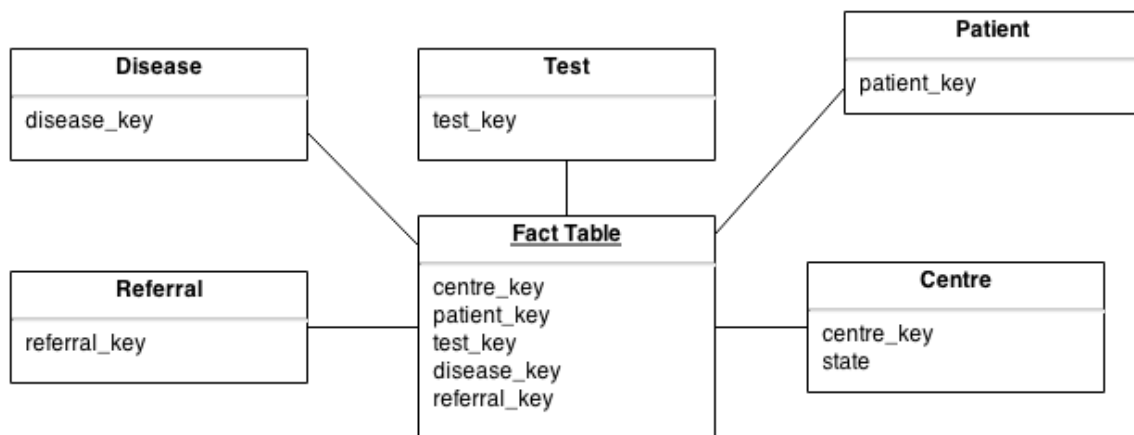 Disease
disease_key
Test
test_key
Patient
patient_key
Referral
referral_key
Fact Table
centre_key
patient_key
test_key
disease_key
referral_key
Centre
centre_key
state